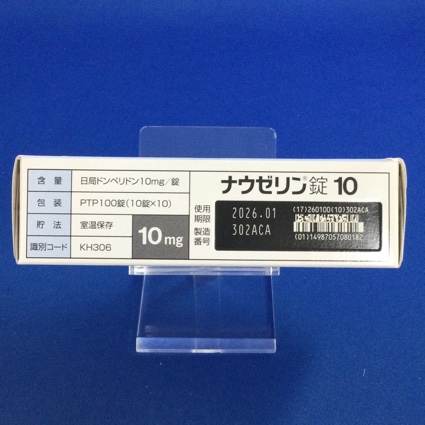 含 量 日局ドンペリドン10mg/錠
包 装 PTP100錠(10錠×10)
貯 法 室温保存
識別コード KH306
10mg
ナウゼリン®錠 10
使用期限 2026.01
製造番号 302ACA
(17)260100(10)302ACA
(01)14987057080182